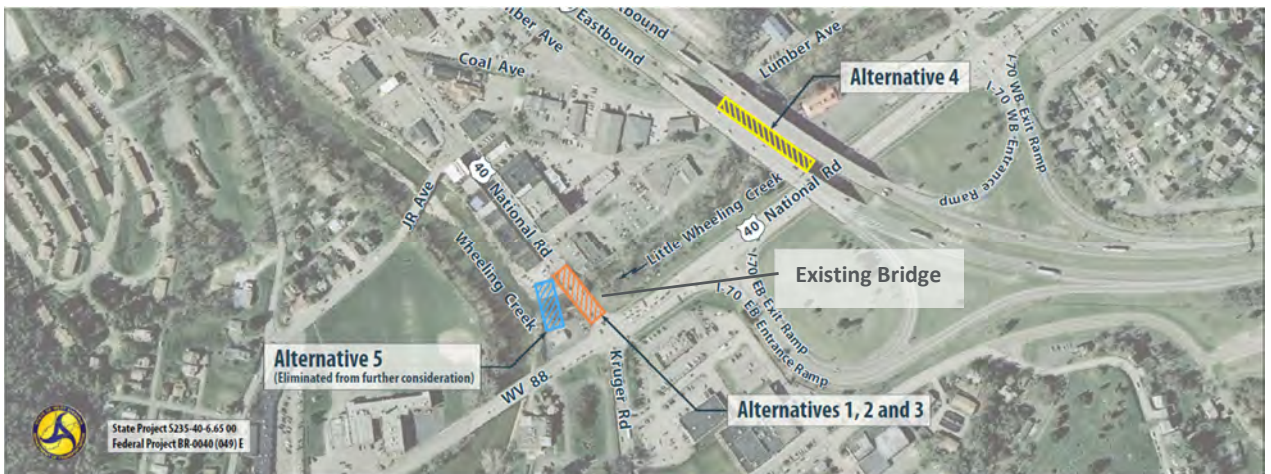 bound
Eastbound
mber Ave
Lumber Ave
Coal Ave
Alternative 4
I-70 WB Exit Ramp
I-70 WB Entrance Ramp
JR Ave
40
National Rd
Little Wheeling Creek
40
National Rd
Wheeling Creek
Existing Bridge
I-70 EB Exit Ramp
I-70 EB Entrance Ramp
Alternative 5
(Eliminated from further consideration)
WV 88
Kruger Rd
Alternatives 1, 2 and 3
State Project S235-40-6.65 00
Federal Project BR-0040 (049) E